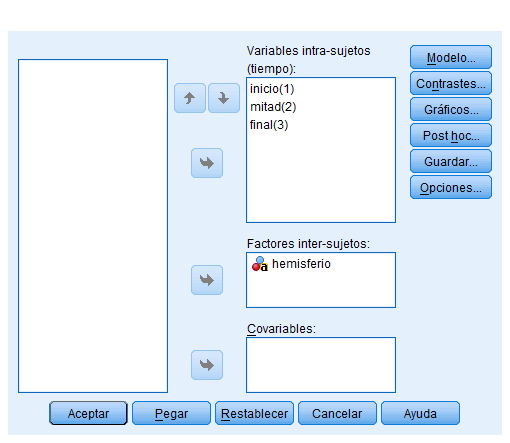 Variables intra-sujetos
(tiempo):
inicio(1)
mitad(2)
final(3)
Modelo...
Contrastes...
Gráficos...
Post hoc...
Guardar...
Opciones...
Factores inter-sujetos:
a hemisferio
Covariables:
Aceptar
Pegar
Restablecer
Cancelar
Ayuda